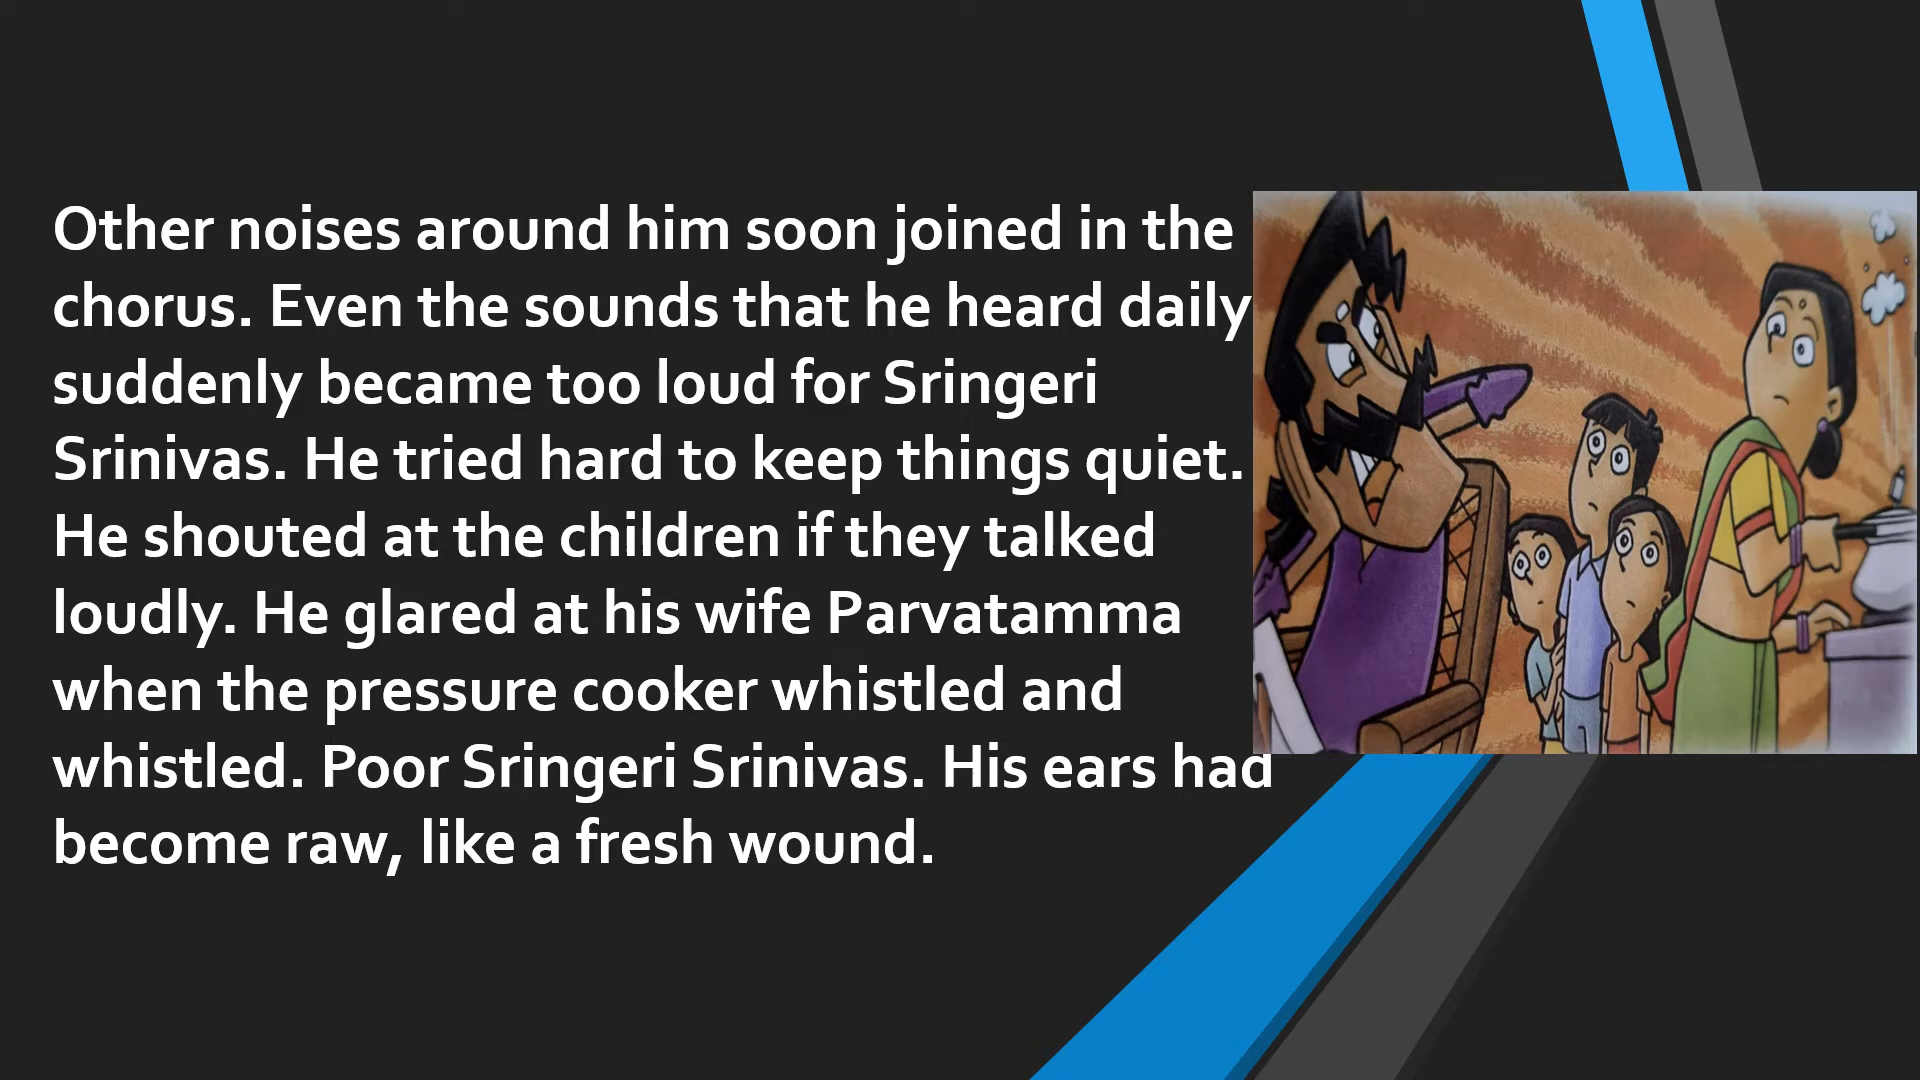 Other noises around him soon joined in the
chorus. Even the sounds that he heard daily
suddenly became too loud for Sringeri
Srinivas. He tried hard to keep things quiet.
He shouted at the children if they talked
loudly. He glared at his wife Parvatamma
when the pressure cooker whistled and
whistled. Poor Sringeri Srinivas. His ears had
become raw, like a fresh wound.